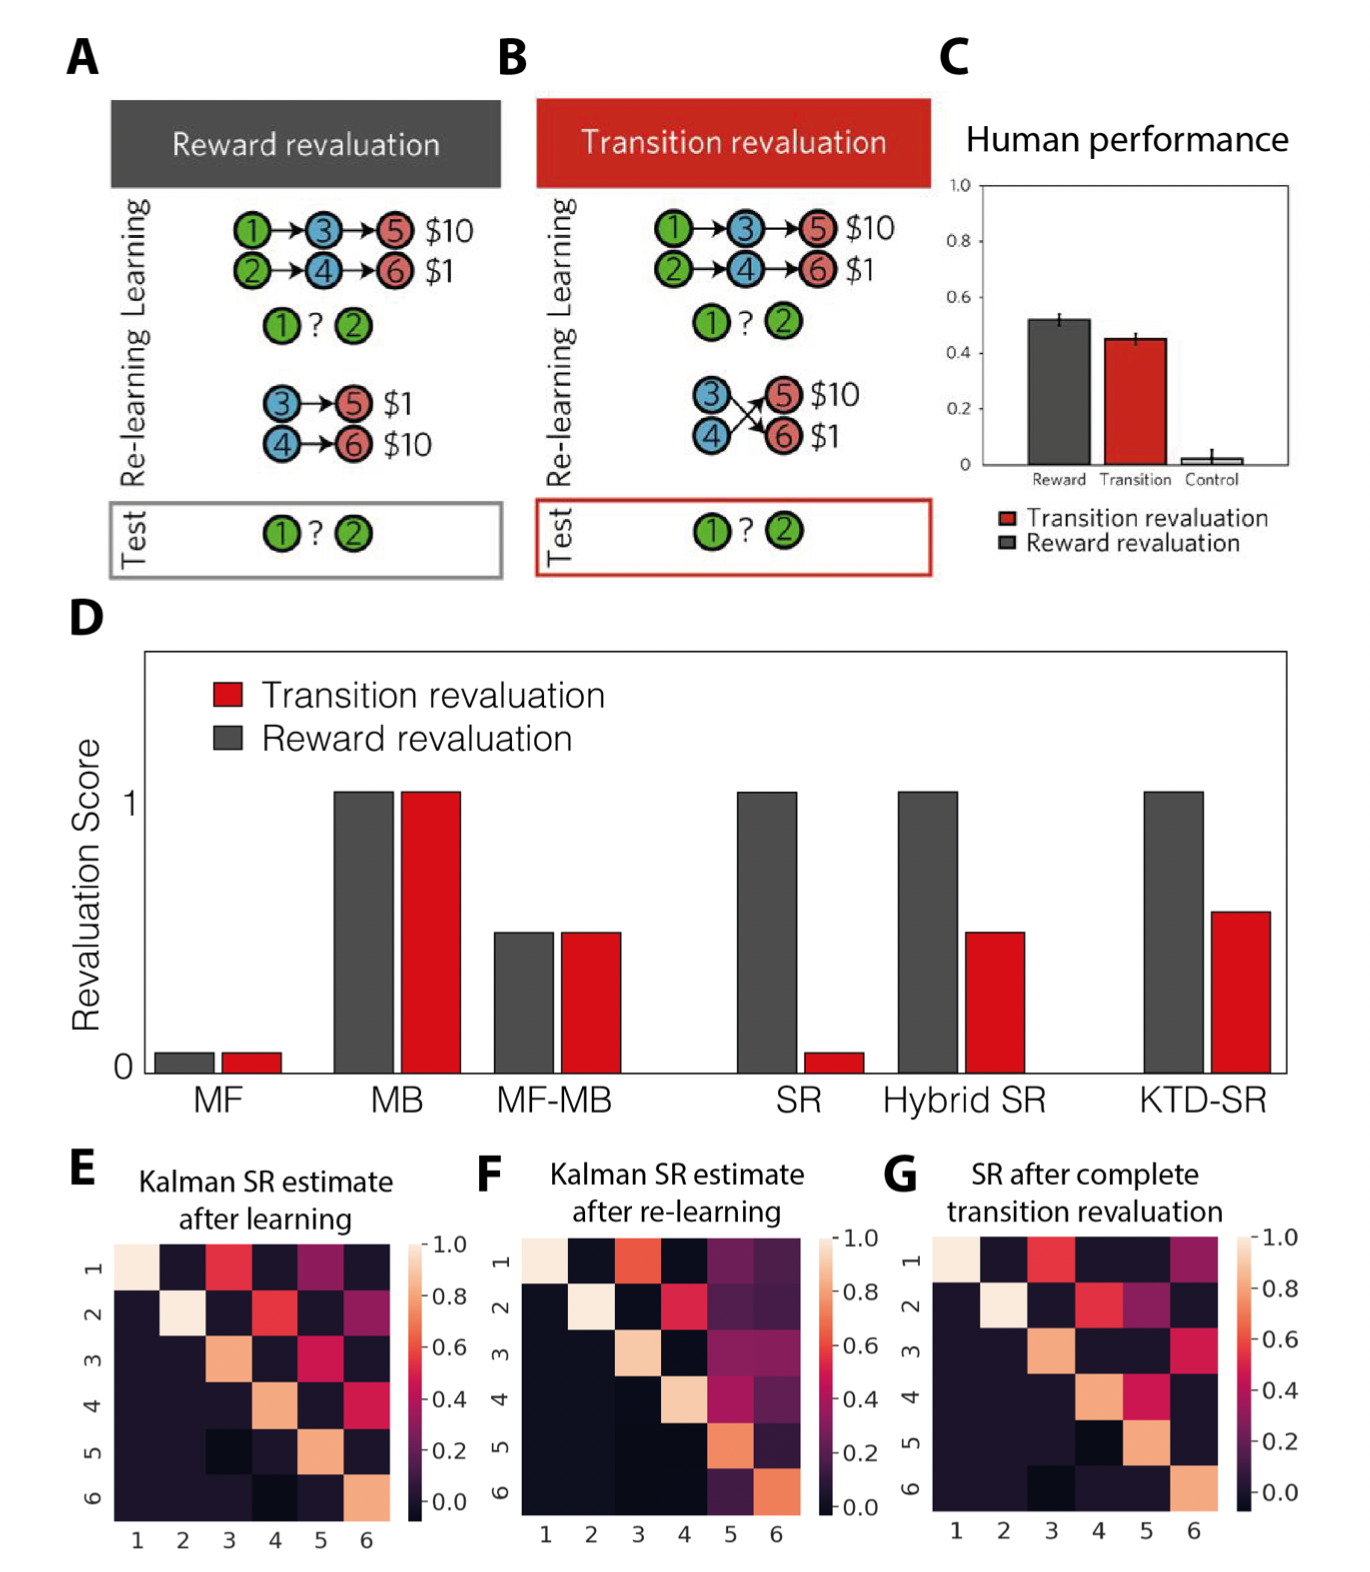 A
B
C
Reward revaluation
Transition revaluation
Human performance
Learning
1 3 5 $10
2 4 6 $1
1 ? 2
Re-learning
3 5 $1
4 6 $10
Test
1 ? 2
Learning
1 3 5 $10
2 4 6 $1
1 ? 2
Re-learning
3 5 $10
4 6 $1
Test
1 ? 2
1.0
0.8
0.6
0.4
0.2
0
Reward Transition Control
Transition revaluation
Reward revaluation
D
Transition revaluation
Reward revaluation
Revaluation Score
1
0
MF MB MF-MB SR Hybrid SR KTD-SR
E
Kalman SR estimate
after learning
1
2
3
4
5
6
1 2 3 4 5 6
1.0
0.8
0.6
0.4
0.2
0.0
F
Kalman SR estimate
after re-learning
1
2
3
4
5
6
1 2 3 4 5 6
1.0
0.8
0.6
0.4
0.2
0.0
G
SR after complete
transition revaluation
1
2
3
4
5
6
1 2 3 4 5 6
1.0
0.8
0.6
0.4
0.2
0.0